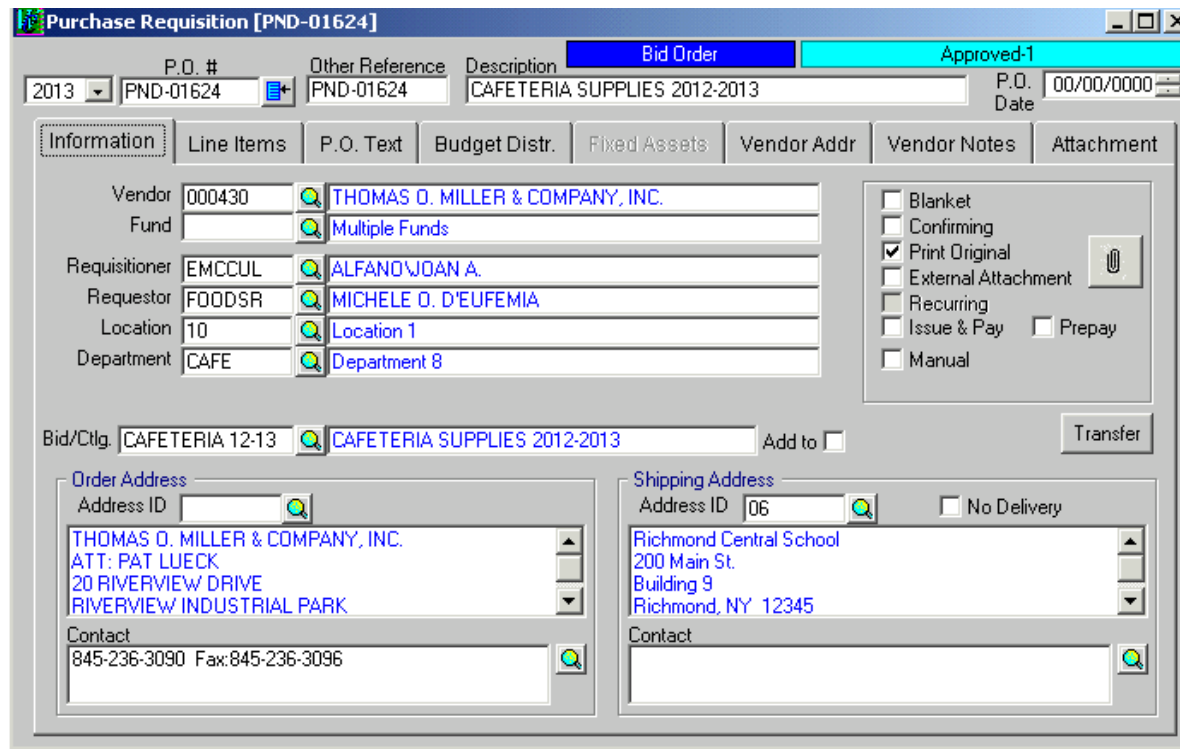 Purchase Requisition [PND-01624]
Bid Order Approved-1
P.O. # Other Reference Description P.O. Date
2013 PND-01624 PND-01624 CAFETERIA SUPPLIES 2012-2013 00/00/0000
Information Line Items P.O. Text Budget Distr. Fixed Assets Vendor Addr Vendor Notes Attachment
Vendor 000430 THOMAS O. MILLER & COMPANY, INC.
Fund Multiple Funds
Requisitioner EMCCUL ALFANO\JOAN A.
Requestor FOODSR MICHELE O. D'EUFEMIA
Location 10 Location 1
Department CAFE Department 8
Blanket
Confirming
Print Original
External Attachment
Recurring
Issue & Pay Prepay
Manual
Bid/Ctlg. CAFETERIA 12-13 CAFETERIA SUPPLIES 2012-2013 Add to
Transfer
Order Address
Address ID
THOMAS O. MILLER & COMPANY, INC.
ATT: PAT LUECK
20 RIVERVIEW DRIVE
RIVERVIEW INDUSTRIAL PARK
Contact
845-236-3090 Fax:845-236-3096
Shipping Address
Address ID 06 No Delivery
Richmond Central School
200 Main St.
Building 9
Richmond, NY 12345
Contact